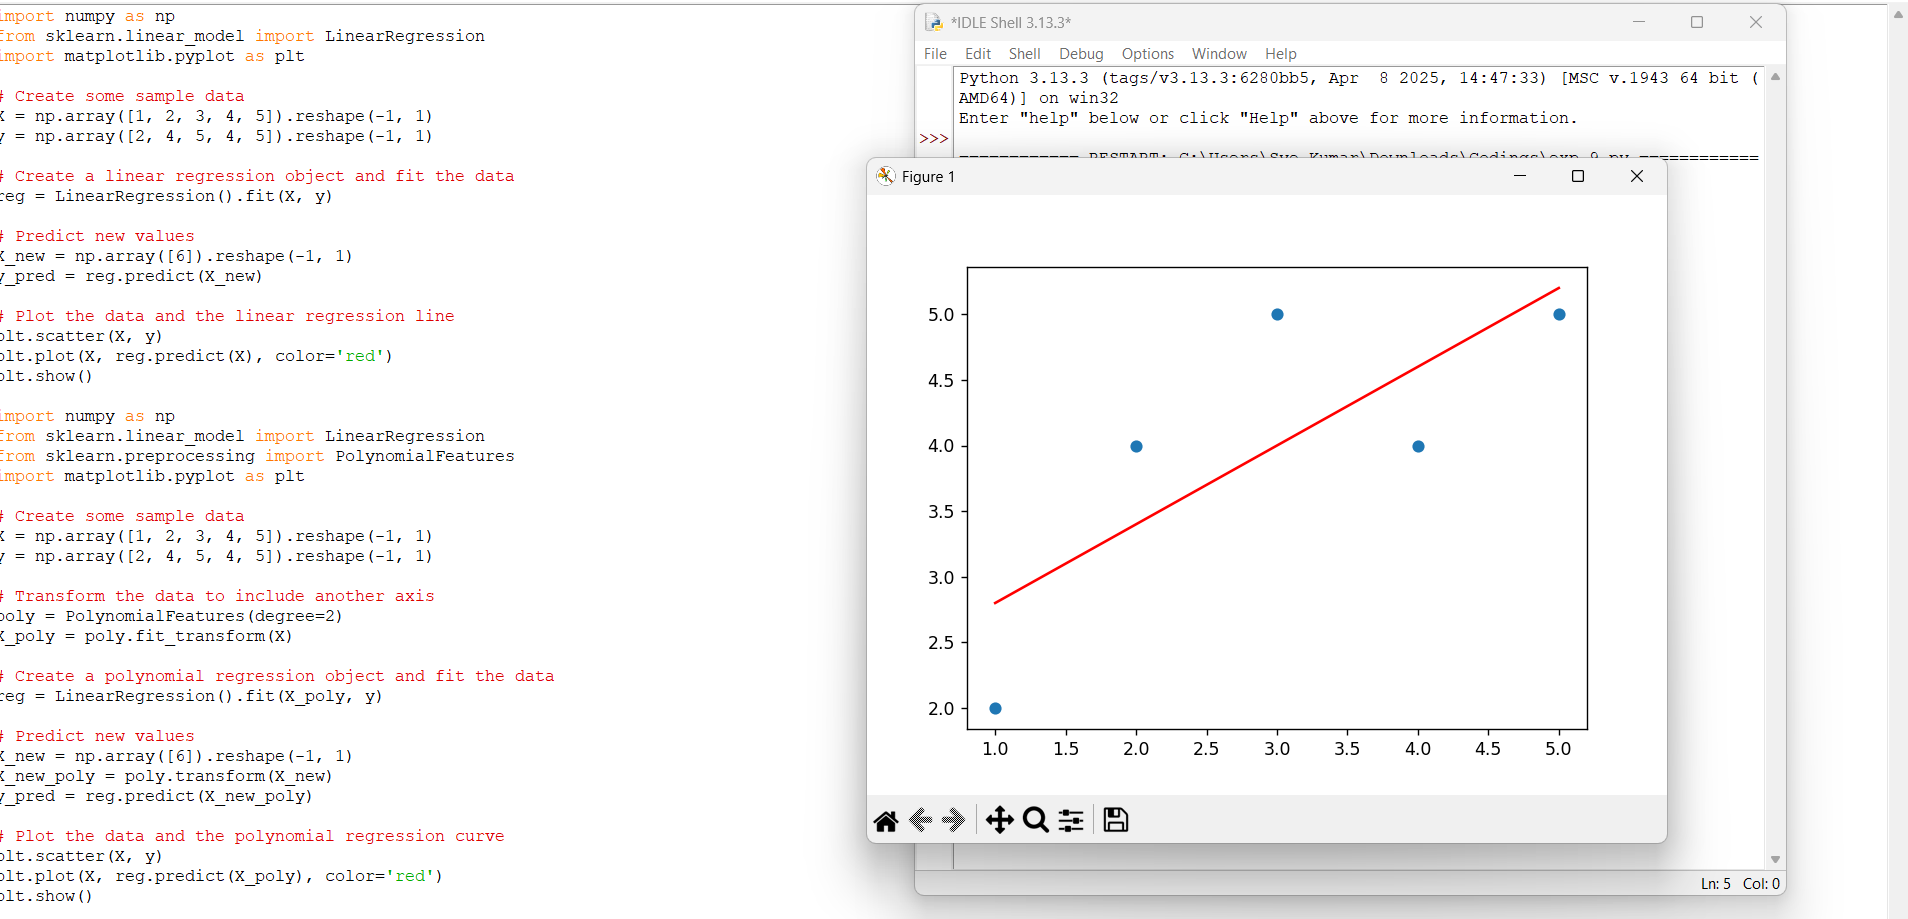 import numpy as np
from sklearn.linear_model import LinearRegression
import matplotlib.pyplot as plt
# Create some sample data
X = np.array([1, 2, 3, 4, 5]).reshape(-1, 1)
y = np.array([2, 4, 5, 4, 5]).reshape(-1, 1)
# Create a linear regression object and fit the data
reg = LinearRegression().fit(X, y)
# Predict new values
X_new = np.array([6]).reshape(-1, 1)
y_pred = reg.predict(X_new)
# Plot the data and the linear regression line
plt.scatter(X, y)
plt.plot(X, reg.predict(X), color='red')
plt.show()
import numpy as np
from sklearn.linear_model import LinearRegression
from sklearn.preprocessing import PolynomialFeatures
import matplotlib.pyplot as plt
# Create some sample data
X = np.array([1, 2, 3, 4, 5]).reshape(-1, 1)
y = np.array([2, 4, 5, 4, 5]).reshape(-1, 1)
# Transform the data to include another axis
poly = PolynomialFeatures(degree=2)
X_poly = poly.fit_transform(X)
# Create a polynomial regression object and fit the data
reg = LinearRegression().fit(X_poly, y)
# Predict new values
X_new = np.array([6]).reshape(-1, 1)
X_new_poly = poly.transform(X_new)
y_pred = reg.predict(X_new_poly)
# Plot the data and the polynomial regression curve
plt.scatter(X, y)
plt.plot(X, reg.predict(X_poly), color='red')
plt.show()
*IDLE Shell 3.13.3*
File Edit Shell Debug Options Window Help
Python 3.13.3 (tags/v3.13.3:6280bb5, Apr  8 2025, 14:47:33) [MSC v.1943 64 bit (
AMD64)] on win32
Enter "help" below or click "Help" above for more information.
>>>
============ RESTART: Kumar\Downloads\Codings\exp ============
Figure 1
5.0
4.5
4.0
3.5
3.0
2.5
2.0
1.0 1.5 2.0 2.5 3.0 3.5 4.0 4.5 5.0
Ln: 5 Col: 0